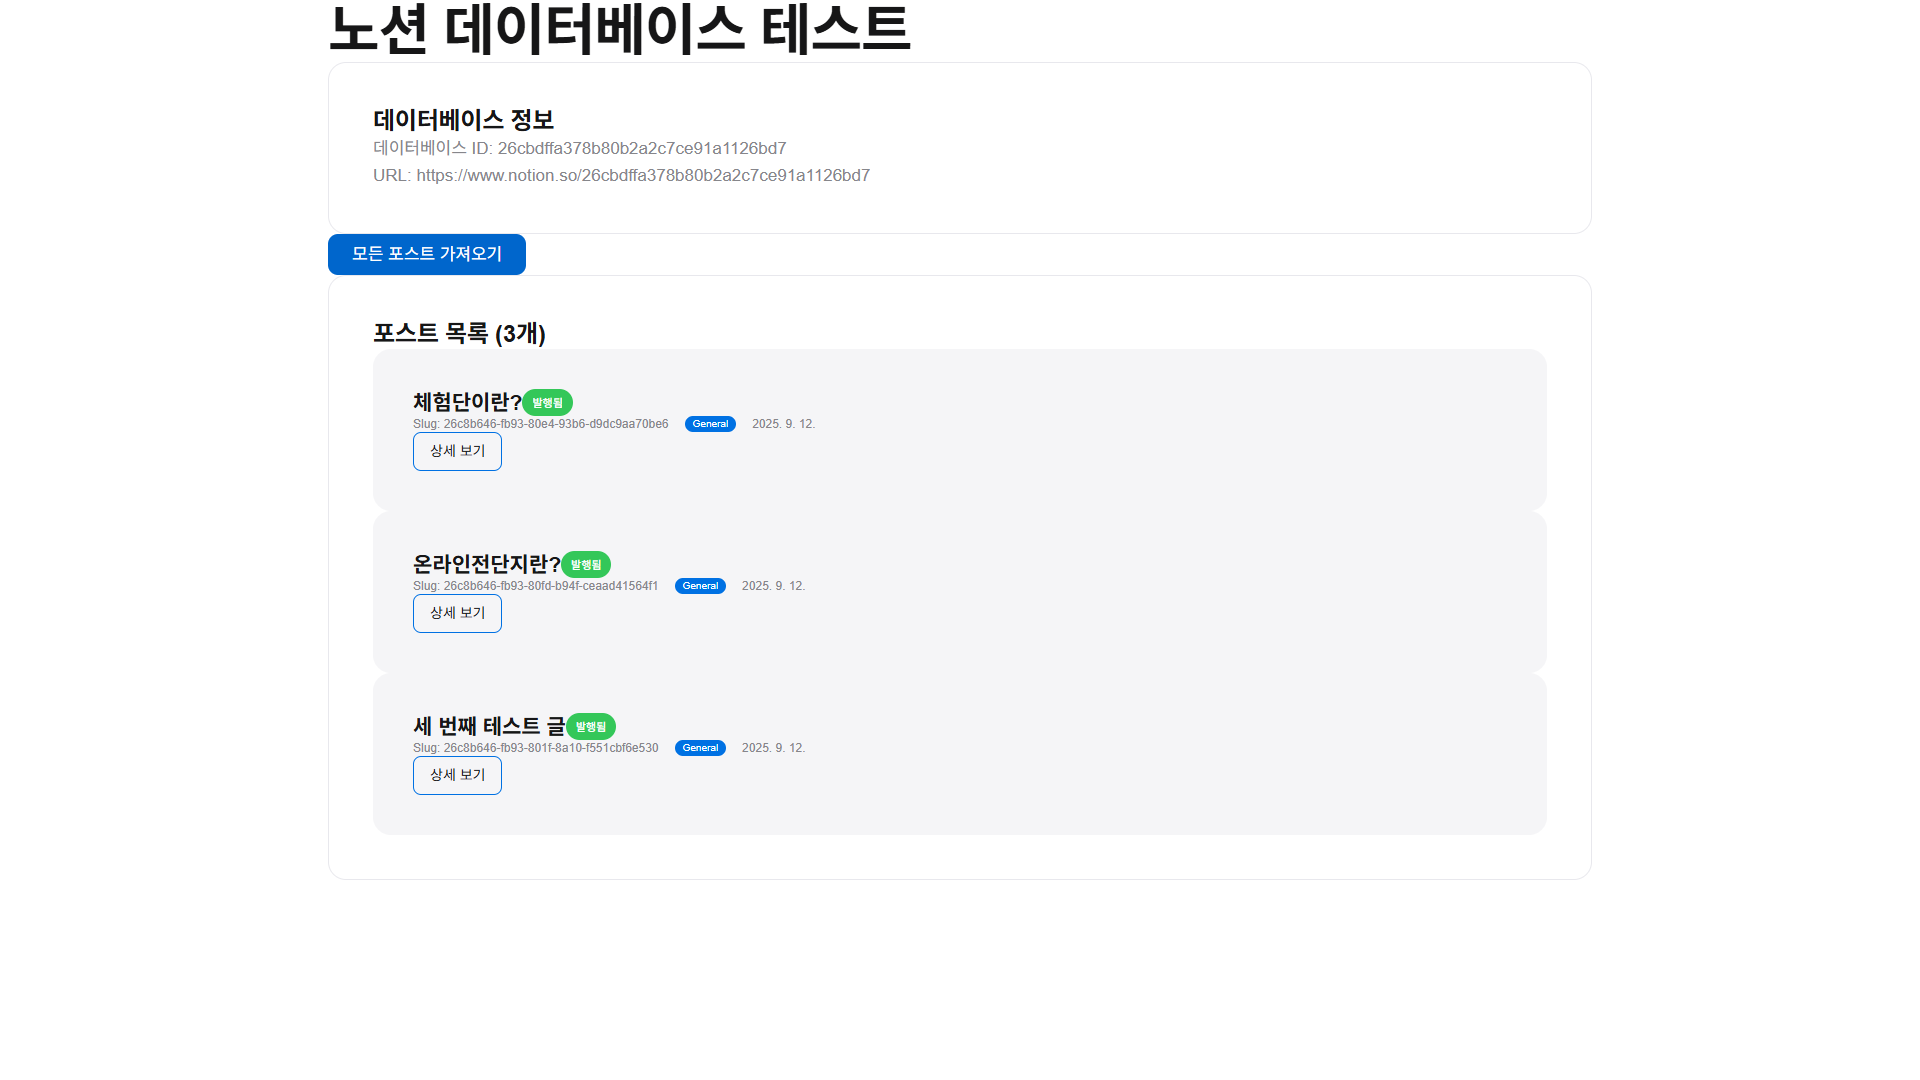 노션 데이터베이스 테스트
데이터베이스 정보
데이터베이스 ID: 26cbdffa378b80b2a2c7ce91a1126bd7
URL: https://www.notion.so/26cbdffa378b80b2a2c7ce91a1126bd7
모든 포스트 가져오기
포스트 목록 (3개)
체험단이란? 발행됨
Slug: 26c8b646-fb93-80e4-93b6-d9dc9aa70be6 General 2025. 9. 12.
상세 보기
온라인전단지란? 발행됨
Slug: 26c8b646-fb93-80fd-b94f-ceaad41564f1 General 2025. 9. 12.
상세 보기
세 번째 테스트 글 발행됨
Slug: 26c8b646-fb93-801f-8a10-f551cbf6e530 General 2025. 9. 12.
상세 보기